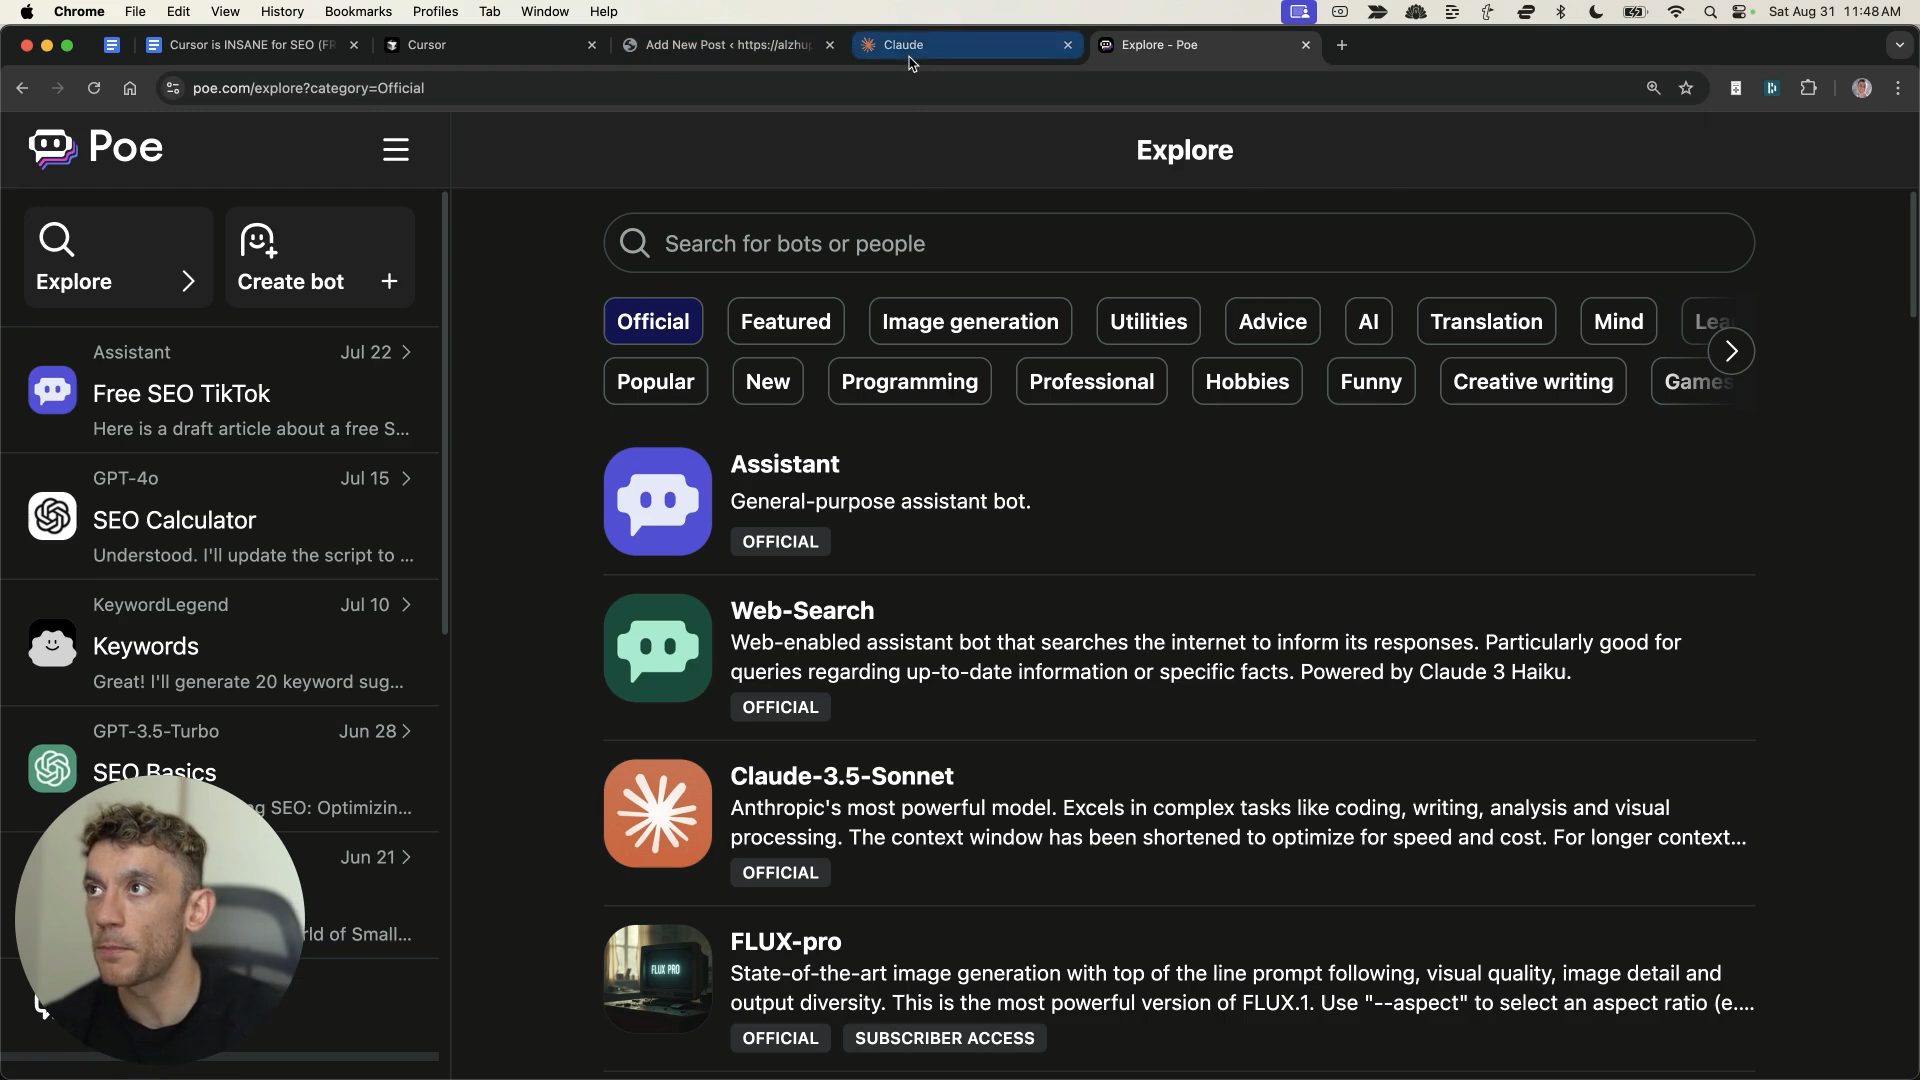 Chrome File Edit View History Bookmarks Profiles Tab Window Help Sat Aug 31 11:48 AM
Cursor is INSANE for SEO (FR Cursor Add New Post ‹ https://alzhup Claude Explore - Poe
poe.com/explore?category=Official
Poe
Explore
Explore
Create bot
Search for bots or people
Official Featured Image generation Utilities Advice AI Translation Mind
Popular New Programming Professional Hobbies Funny Creative writing Games
Assistant Jul 22
Free SEO TikTok
Here is a draft article about a free S...
GPT-4o Jul 15
SEO Calculator
Understood. I'll update the script to ...
KeywordLegend Jul 10
Keywords
Great! I'll generate 20 keyword sug...
GPT-3.5-Turbo Jun 28
SEO Basics
g SEO: Optimizin...
Jun 21
rld of Small...
Assistant
General-purpose assistant bot.
OFFICIAL
Web-Search
Web-enabled assistant bot that searches the internet to inform its responses. Particularly good for
queries regarding up-to-date information or specific facts. Powered by Claude 3 Haiku.
OFFICIAL
Claude-3.5-Sonnet
Anthropic's most powerful model. Excels in complex tasks like coding, writing, analysis and visual
processing. The context window has been shortened to optimize for speed and cost. For longer context...
OFFICIAL
FLUX PRO
FLUX-pro
State-of-the-art image generation with top of the line prompt following, visual quality, image detail and
output diversity. This is the most powerful version of FLUX.1. Use "--aspect" to select an aspect ratio (e....
OFFICIAL SUBSCRIBER ACCESS